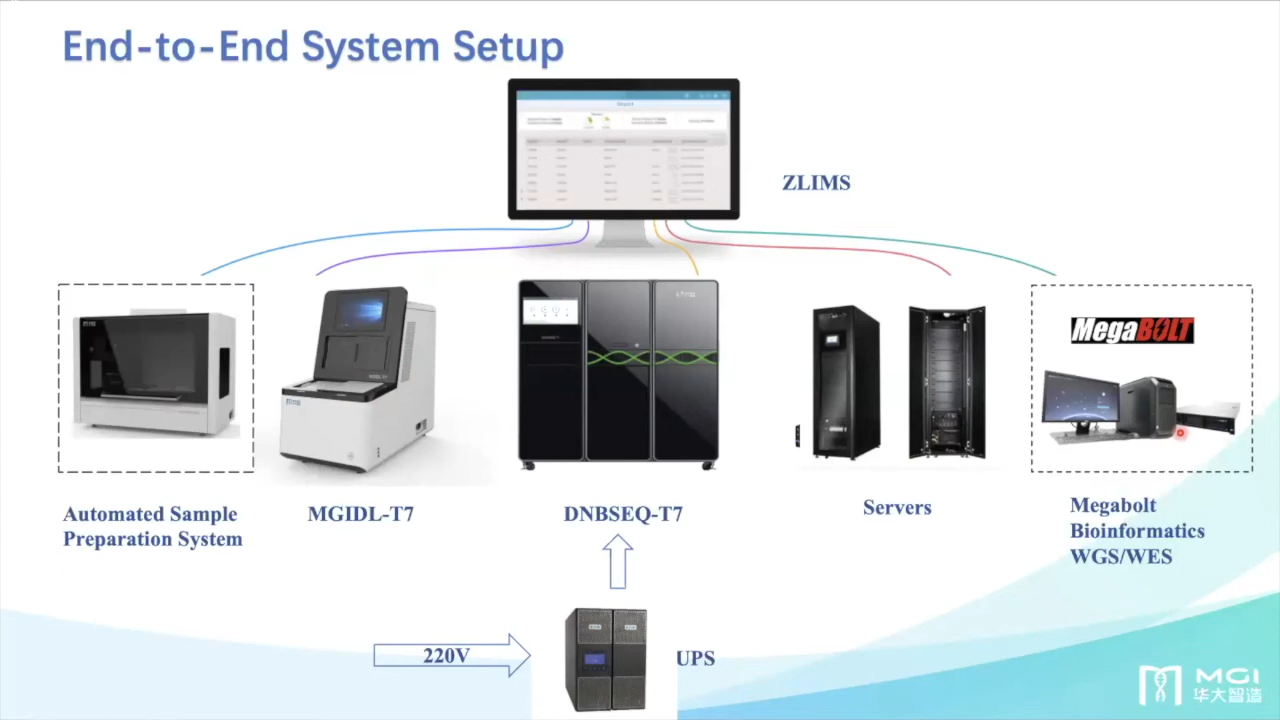 End-to-End System Setup
Report
ZLIMS
MegaBOLT
Automated Sample
Preparation System
MGIDL-T7
DNBSEQ-T7
Servers
Megabolt
Bioinformatics
WGS/WES
220V
UPS
MGI
华大智造